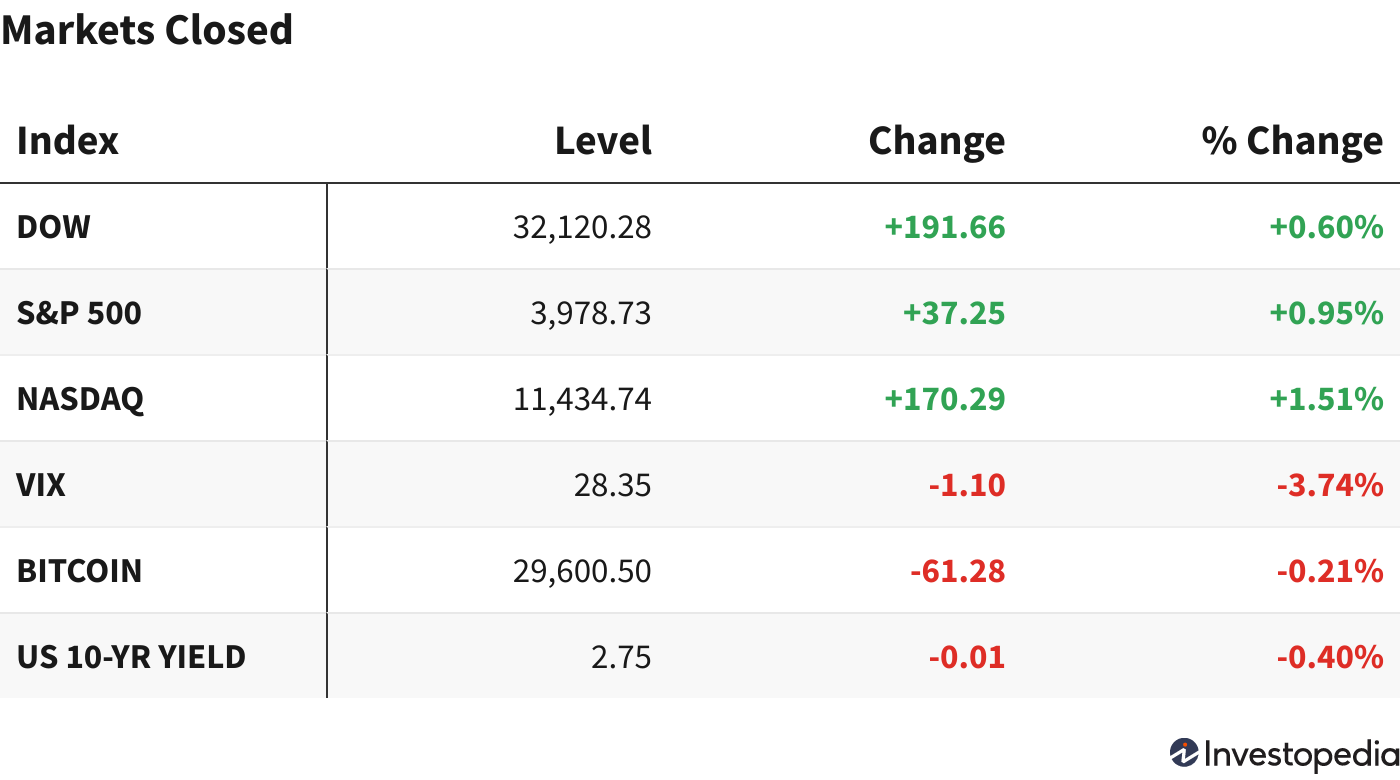 Markets Closed
Index Level Change % Change
DOW 32,120.28 +191.66 +0.60%
S&P 500 3,978.73 +37.25 +0.95%
NASDAQ 11,434.74 +170.29 +1.51%
VIX 28.35 -1.10 -3.74%
BITCOIN 29,600.50 -61.28 -0.21%
US 10-YR YIELD 2.75 -0.01 -0.40%
Investopedia